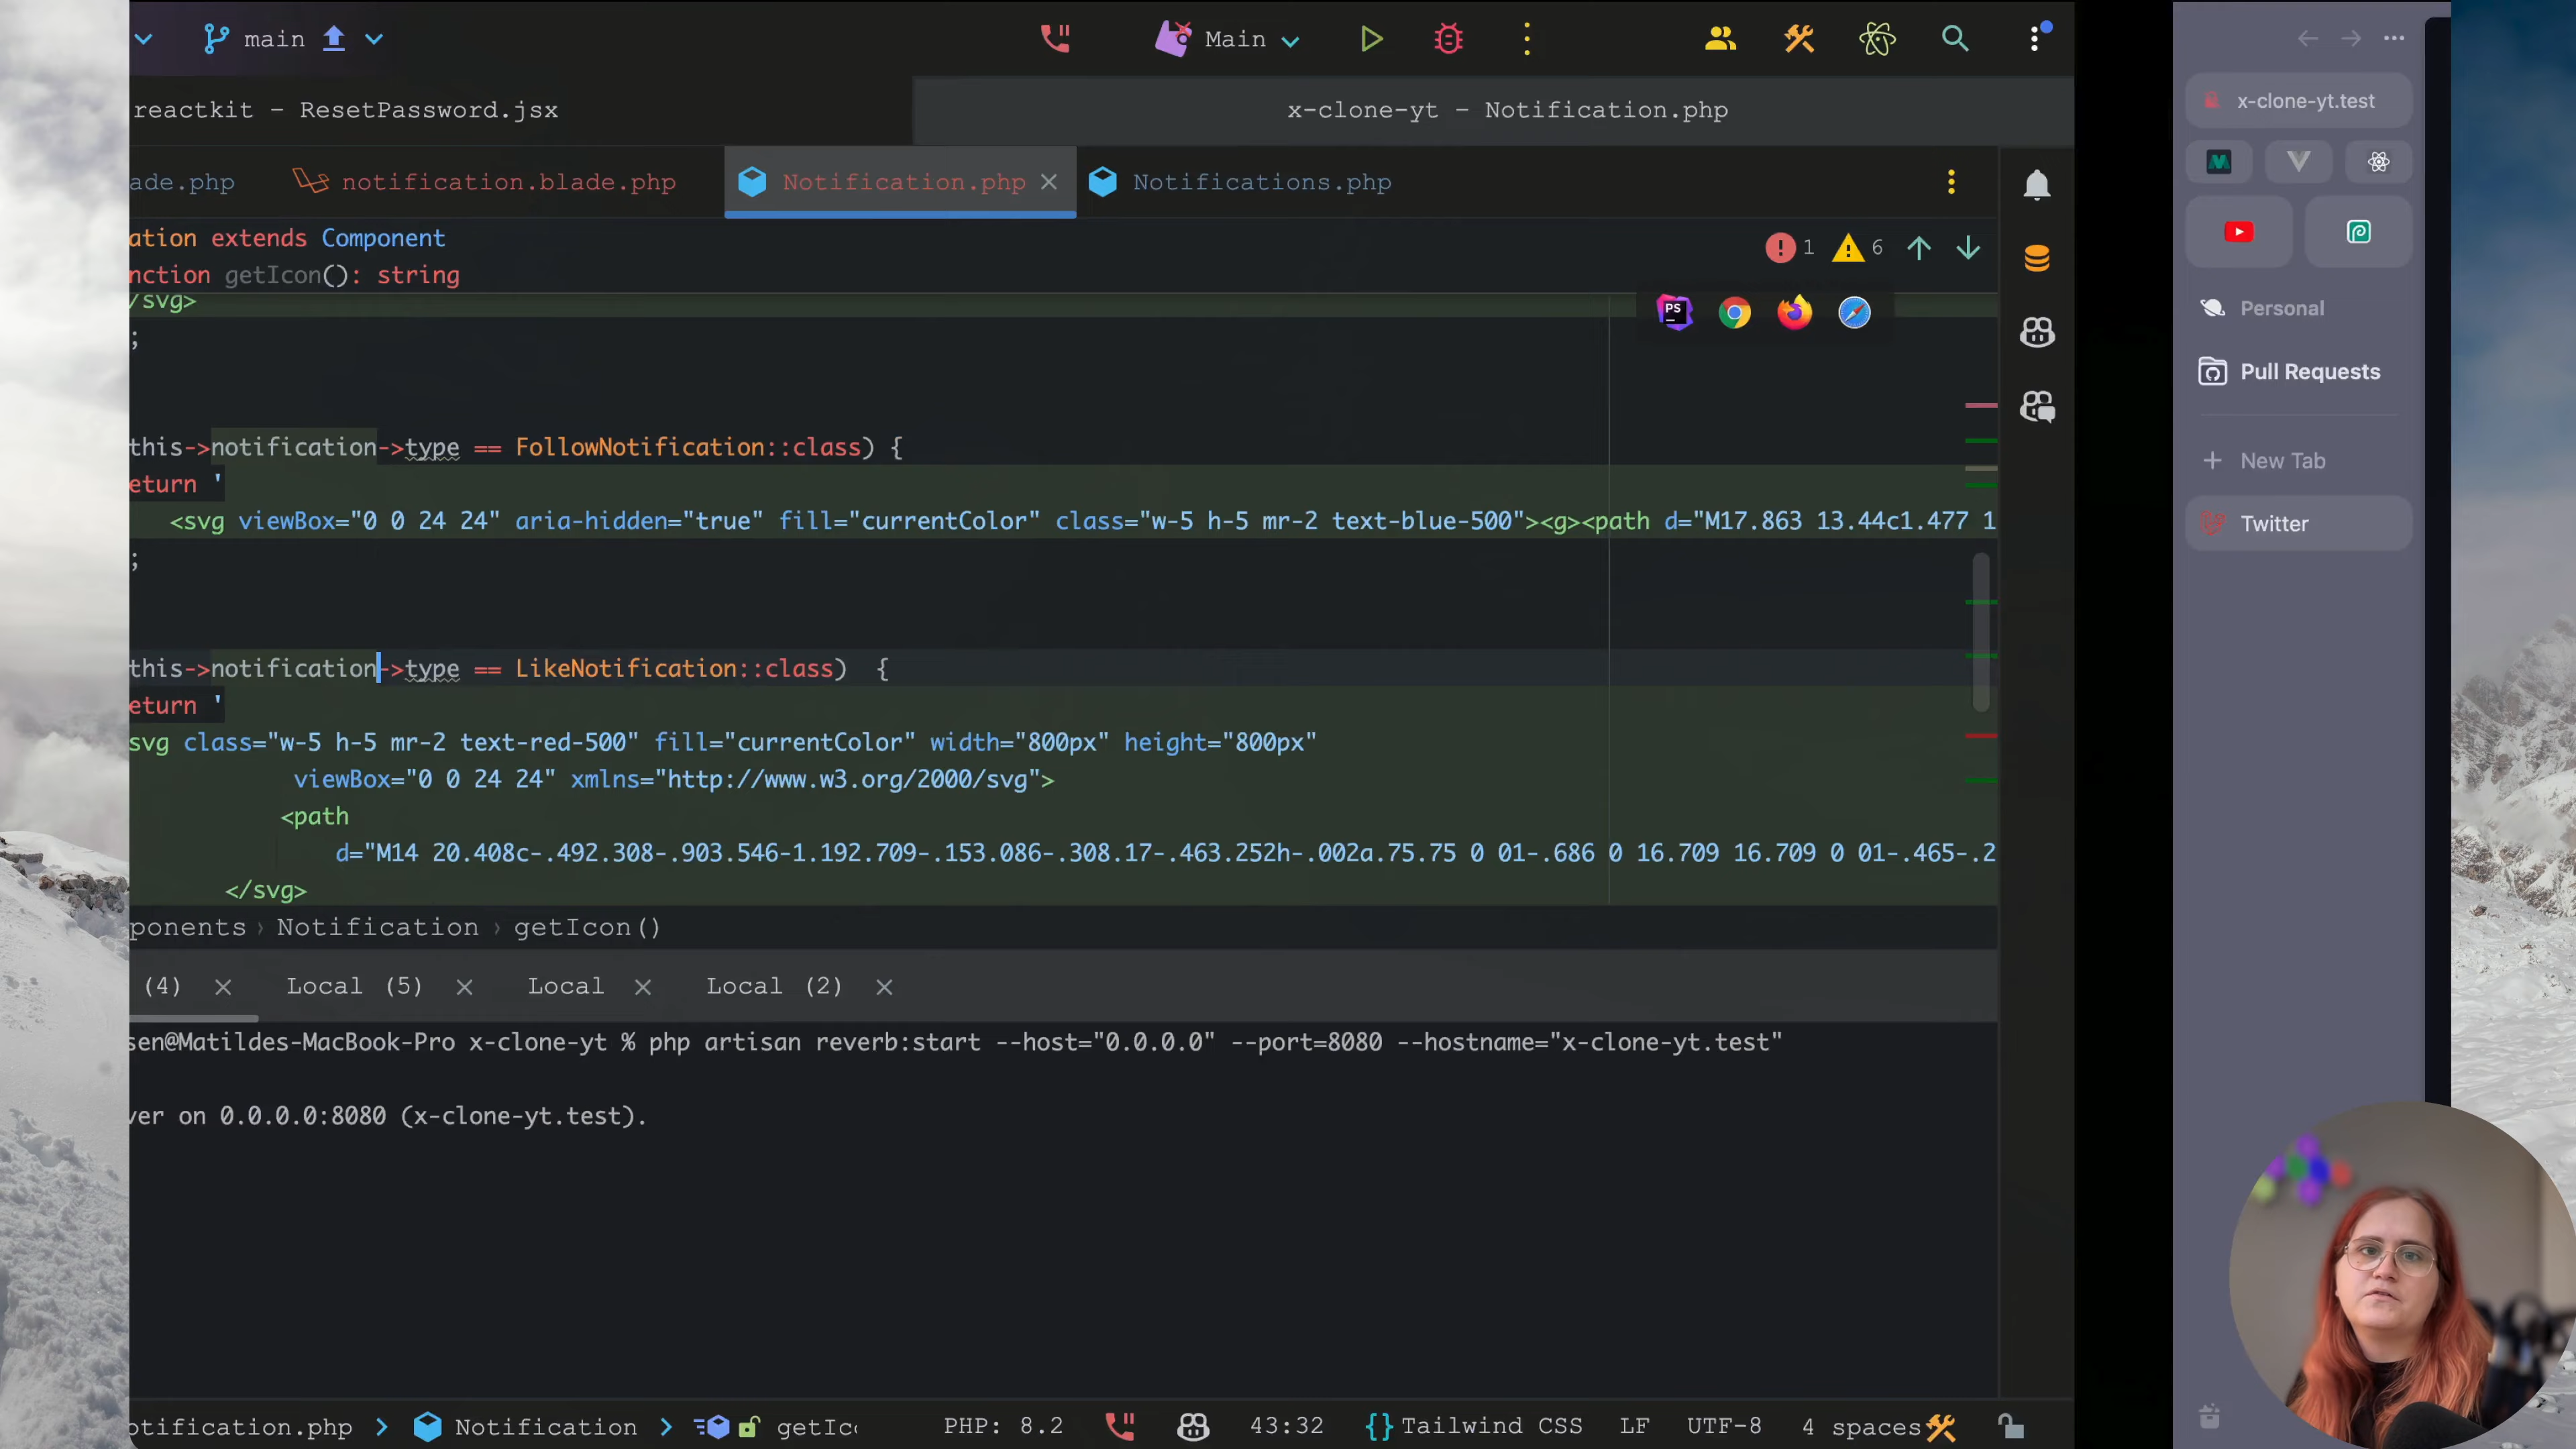 main
Main
reactkit – ResetPassword.jsx
x-clone-yt – Notification.php
ade.php
notification.blade.php
Notification.php
Notifications.php
ation extends Component
nction getIcon(): string
1
6
/svg>
;
PS
this->notification->type == FollowNotification::class) {
eturn '
<svg viewBox="0 0 24 24" aria-hidden="true" fill="currentColor" class="w-5 h-5 mr-2 text-blue-500"><g><path d="M17.863 13.44c1.477 1
;
this->notification->type == LikeNotification::class)  {
eturn '
svg class="w-5 h-5 mr-2 text-red-500" fill="currentColor" width="800px" height="800px"
viewBox="0 0 24 24" xmlns="http://www.w3.org/2000/svg">
<path
d="M14 20.408c-.492.308-.903.546-1.192.709-.153.086-.308.17-.463.252h-.002a.75.75 0 01-.686 0 16.709 16.709 0 01-.465-.2
</svg>
ponents › Notification › getIcon()
(4)
Local (5)
Local
Local (2)
sen@Matildes-MacBook-Pro x-clone-yt % php artisan reverb:start --host="0.0.0.0" --port=8080 --hostname="x-clone-yt.test"
ver on 0.0.0.0:8080 (x-clone-yt.test).
otification.php
Notification
getIc
PHP: 8.2
43:32
{} Tailwind CSS
LF
UTF-8
4 spaces
x-clone-yt.test
Personal
Pull Requests
+ New Tab
Twitter